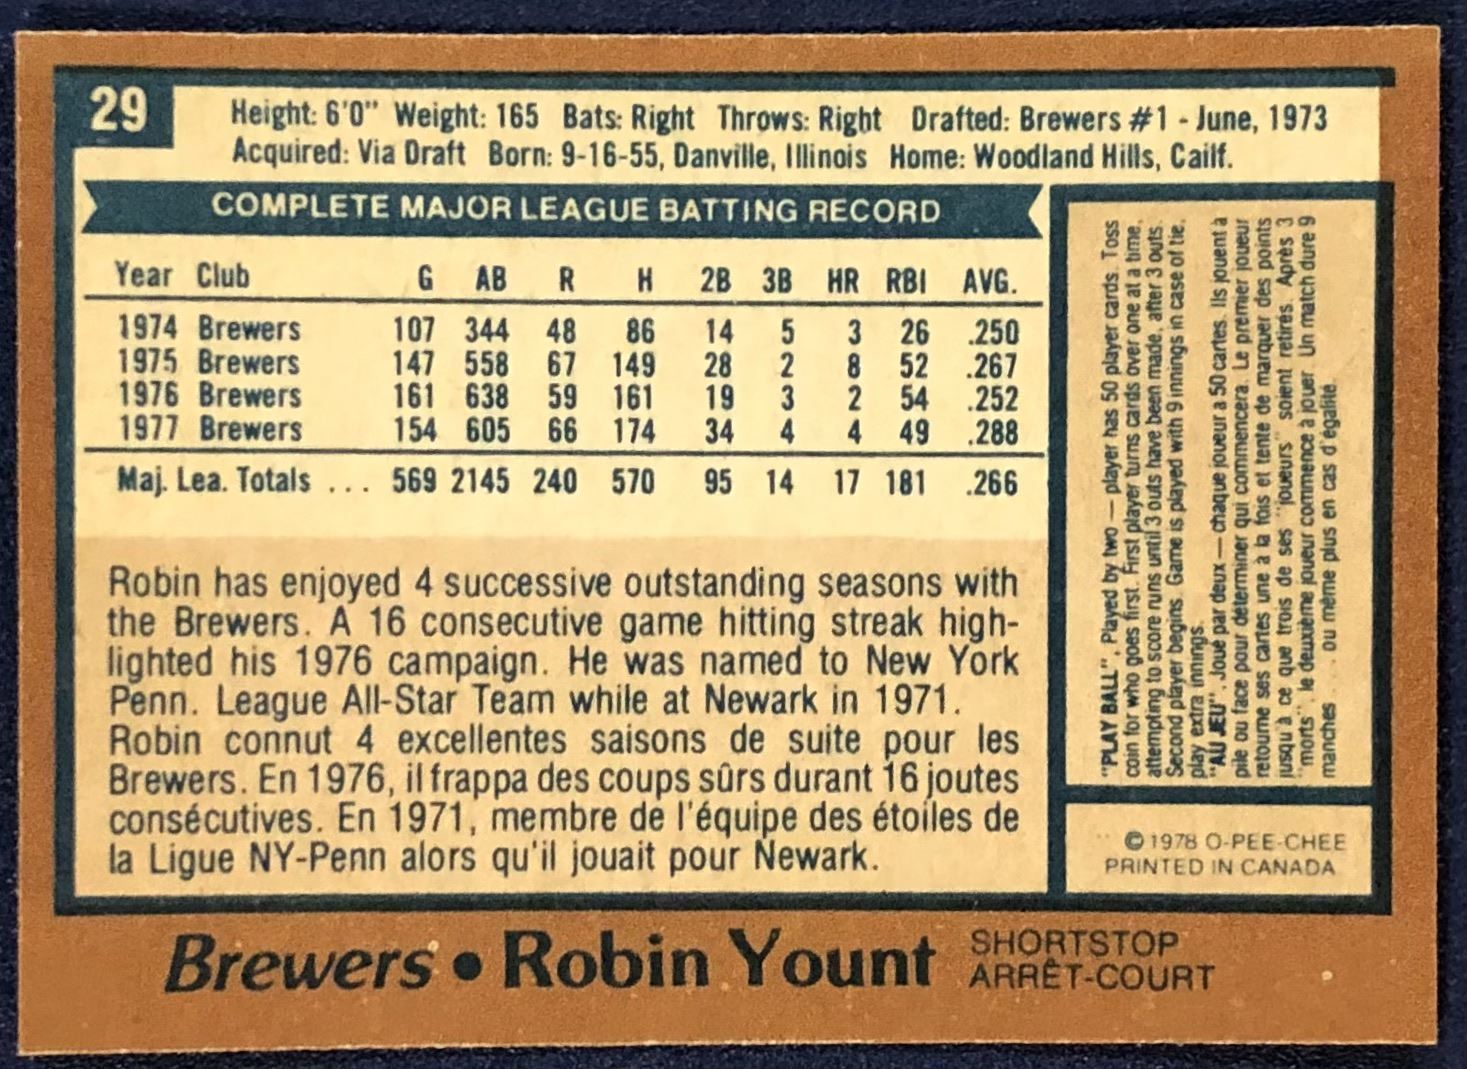 29
Height: 6'0" Weight: 165 Bats: Right Throws: Right Drafted: Brewers #1 - June, 1973
Acquired: Via Draft Born: 9-16-55, Danville, Illinois Home: Woodland Hills, Cailf.
COMPLETE MAJOR LEAGUE BATTING RECORD
Year Club G AB R H 2B 3B HR RBI AVG.
1974 Brewers 107 344 48 86 14 5 3 26 .250
1975 Brewers 147 558 67 149 28 2 8 52 .267
1976 Brewers 161 638 59 161 19 3 2 54 .252
1977 Brewers 154 605 66 174 34 4 4 49 .288
Maj. Lea. Totals ... 569 2145 240 570 95 14 17 181 .266
Robin has enjoyed 4 successive outstanding seasons with
the Brewers. A 16 consecutive game hitting streak high-
lighted his 1976 campaign. He was named to New York
Penn. League All-Star Team while at Newark in 1971.
Robin connut 4 excellentes saisons de suite pour les
Brewers. En 1976, il frappa des coups sûrs durant 16 joutes
consécutives. En 1971, membre de l'équipe des étoiles de
la Ligue NY-Penn alors qu'il jouait pour Newark.
"PLAY BALL", Played by two — player has 50 player cards. Toss
coin for who goes first. First player turns cards over one at a time,
attempting to score runs until 3 outs have been made, after 3 outs.
Second player begins. Game is played with 9 innings in case of tie,
play extra innings.
"AU JEU". Joué par deux — chaque joueur a 50 cartes. Ils jouent à
pile ou face pour déterminer qui commencera. Le premier joueur
retourne ses cartes une à la fois et tente de marquer des points
jusqu'à ce que trois de ses "joueurs" soient retirés. Après 3
"morts", le deuxième joueur commence à jouer. Un match dure 9
manches ... ou même plus en cas d'égalité.
© 1978 O-PEE-CHEE
PRINTED IN CANADA
Brewers • Robin Yount SHORTSTOP
ARRÊT-COURT